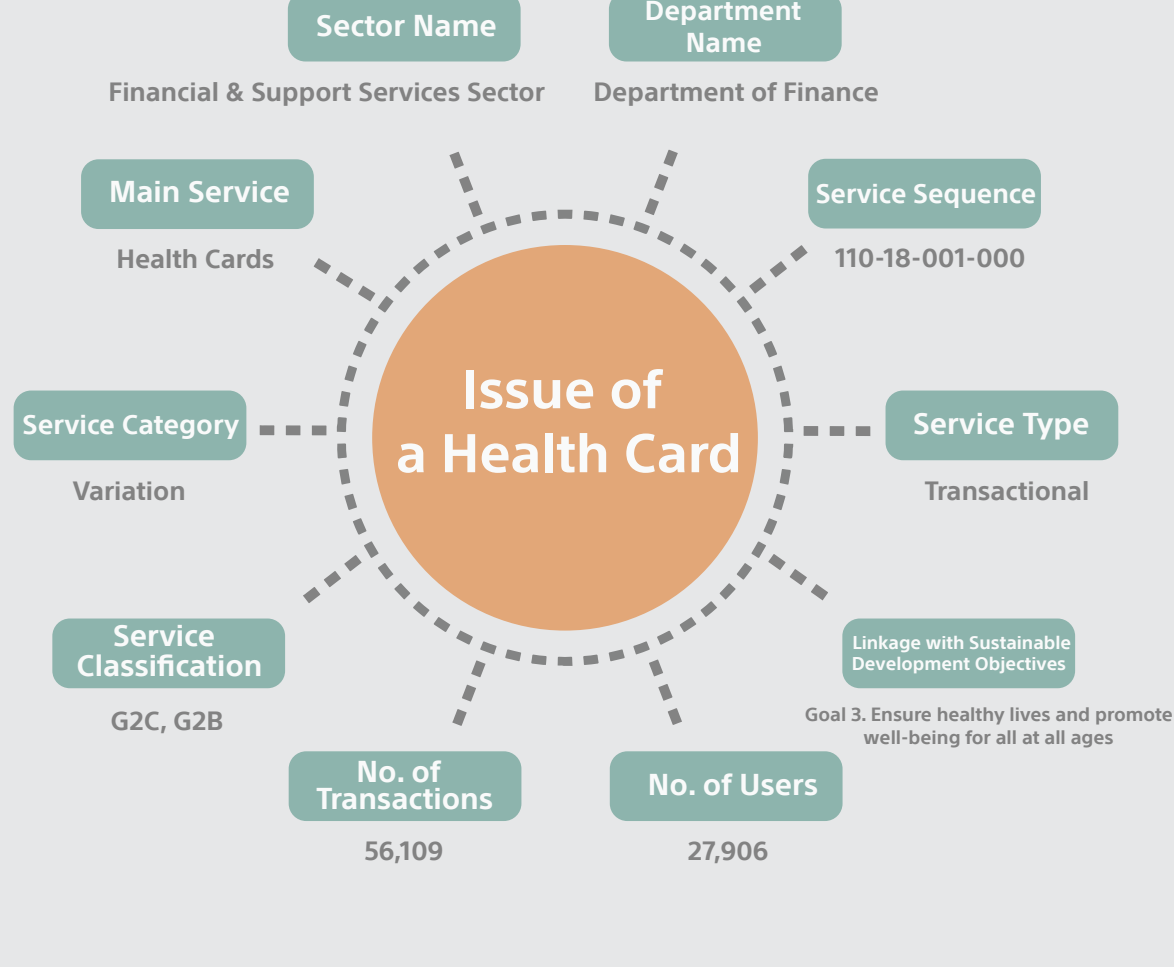 Sector Name
Department
Name
Financial & Support Services Sector
Department of Finance
Main Service
Service Sequence
Health Cards
110-18-001-000
Issue of
a Health Card
Service Category
Service Type
Variation
Transactional
Service
Classification
Linkage with Sustainable
Development Objectives
G2C, G2B
Goal 3. Ensure healthy lives and promote
well-being for all at all ages
No. of
Transactions
No. of Users
56,109
27,906